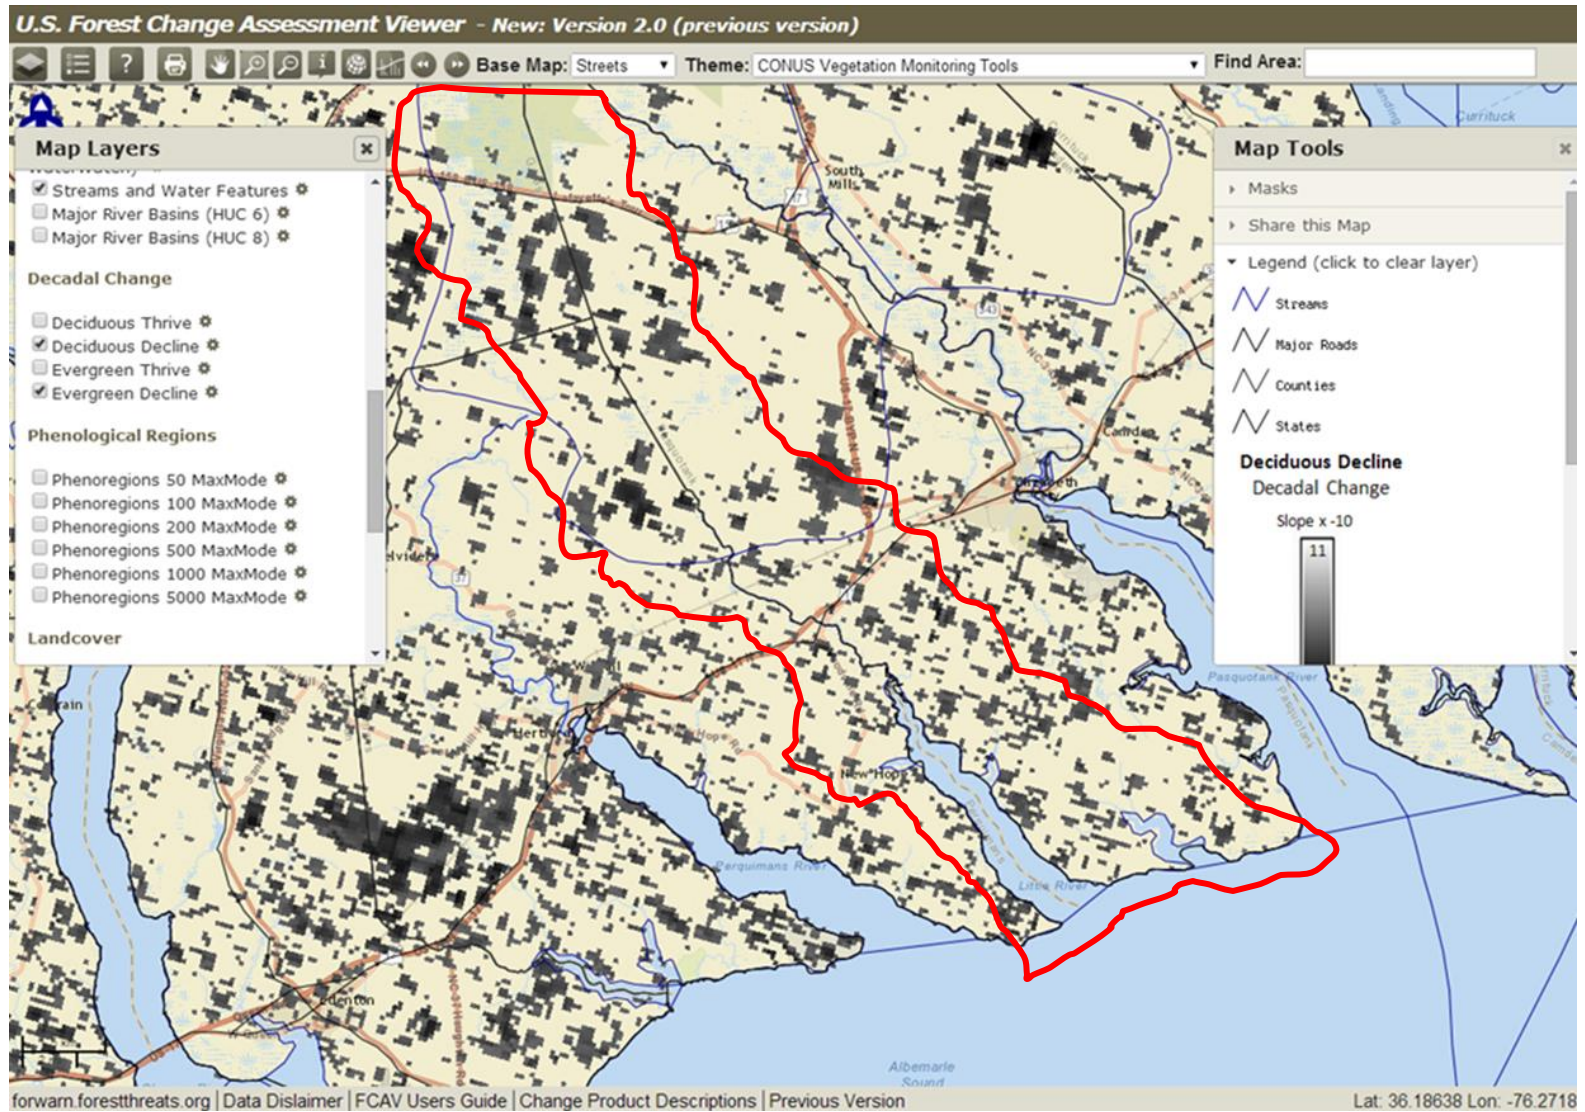 U.S. Forest Change Assessment Viewer - New: Version 2.0 (previous version)
Base Map: Streets Theme: CONUS Vegetation Monitoring Tools Find Area:
Map Layers
Streams and Water Features
Major River Basins (HUC 6)
Major River Basins (HUC 8)
Decadal Change
Deciduous Thrive
Deciduous Decline
Evergreen Thrive
Evergreen Decline
Phenological Regions
Phenoregions 50 MaxMode
Phenoregions 100 MaxMode
Phenoregions 200 MaxMode
Phenoregions 500 MaxMode
Phenoregions 1000 MaxMode
Phenoregions 5000 MaxMode
Landcover
Map Tools
Masks
Share this Map
Legend (click to clear layer)
Streams
Major Roads
Counties
States
Deciduous Decline
Decadal Change
Slope x -10
11
Currituck
South
Mills
17
343
Camden
Pasquotank
37
Pasquotank River
Pasquotank
New Hope
Perquimans River
Little River
Edenton
Albemarle
Sound
forwarn.forestthreats.org | Data Dislaimer | FCAV Users Guide | Change Product Descriptions | Previous Version
Lat: 36.18638 Lon: -76.2718